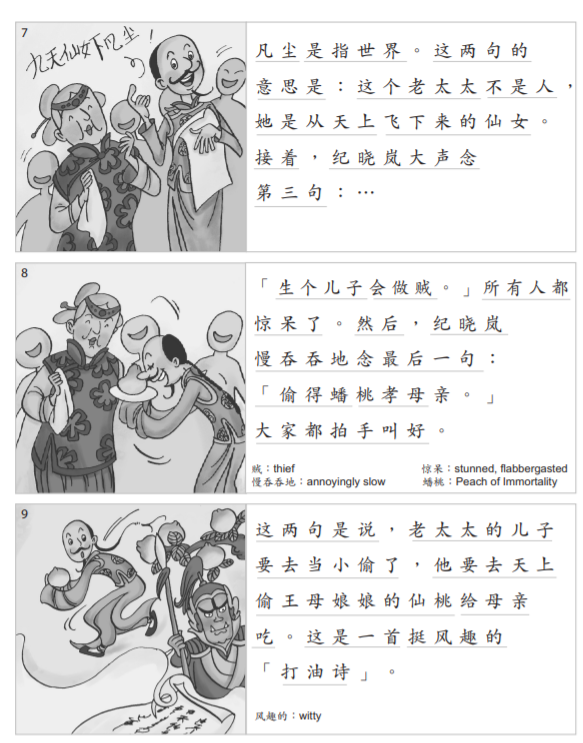 7
九天仙女下凡尘！
凡尘是指世界。这两句的
意思是：这个老太太不是人，
她是从天上飞下来的仙女。
接着，纪晓岚大声念
第三句：…
8
「生个儿子会做贼。」所有人都
惊呆了。然后，纪晓岚
慢吞吞地念最后一句：
「偷得蟠桃孝母亲。」
大家都拍手叫好。
贼：thief
惊呆：stunned, flabbergasted
慢吞吞地：annoyingly slow
蟠桃：Peach of Immortality
9
这两句是说，老太太的儿子
要去当小偷了，他要去天上
偷王母娘娘的仙桃给母亲
吃。这是一首挺风趣的
「打油诗」。
风趣的：witty